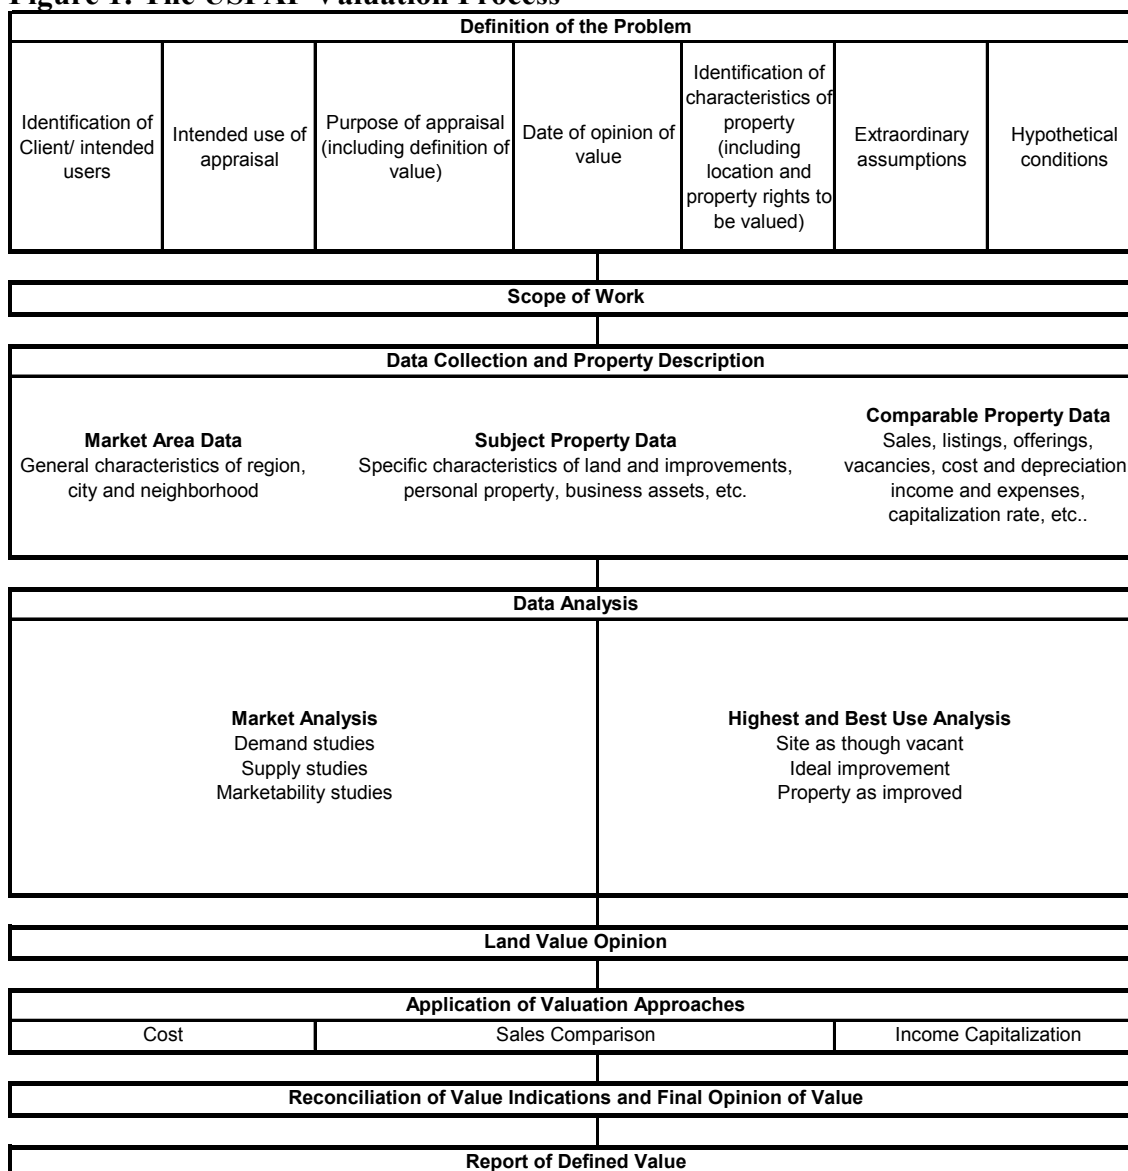 Figure 1: The USPAP Valuation Process
Definition of the Problem
Identification of
Client/ intended
users
Intended use of
appraisal
Purpose of appraisal
(including definition of
value)
Date of opinion of
value
Identification of
characteristics of
property
(including
location and
property rights to
be valued)
Extraordinary
assumptions
Hypothetical
conditions
Scope of Work
Data Collection and Property Description
Market Area Data
General characteristics of region,
city and neighborhood
Subject Property Data
Specific characteristics of land and improvements,
personal property, business assets, etc.
Comparable Property Data
Sales, listings, offerings,
vacancies, cost and depreciation
income and expenses,
capitalization rate, etc..
Data Analysis
Market Analysis
Demand studies
Supply studies
Marketability studies
Highest and Best Use Analysis
Site as though vacant
Ideal improvement
Property as improved
Land Value Opinion
Application of Valuation Approaches
Cost
Sales Comparison
Income Capitalization
Reconciliation of Value Indications and Final Opinion of Value
Report of Defined Value